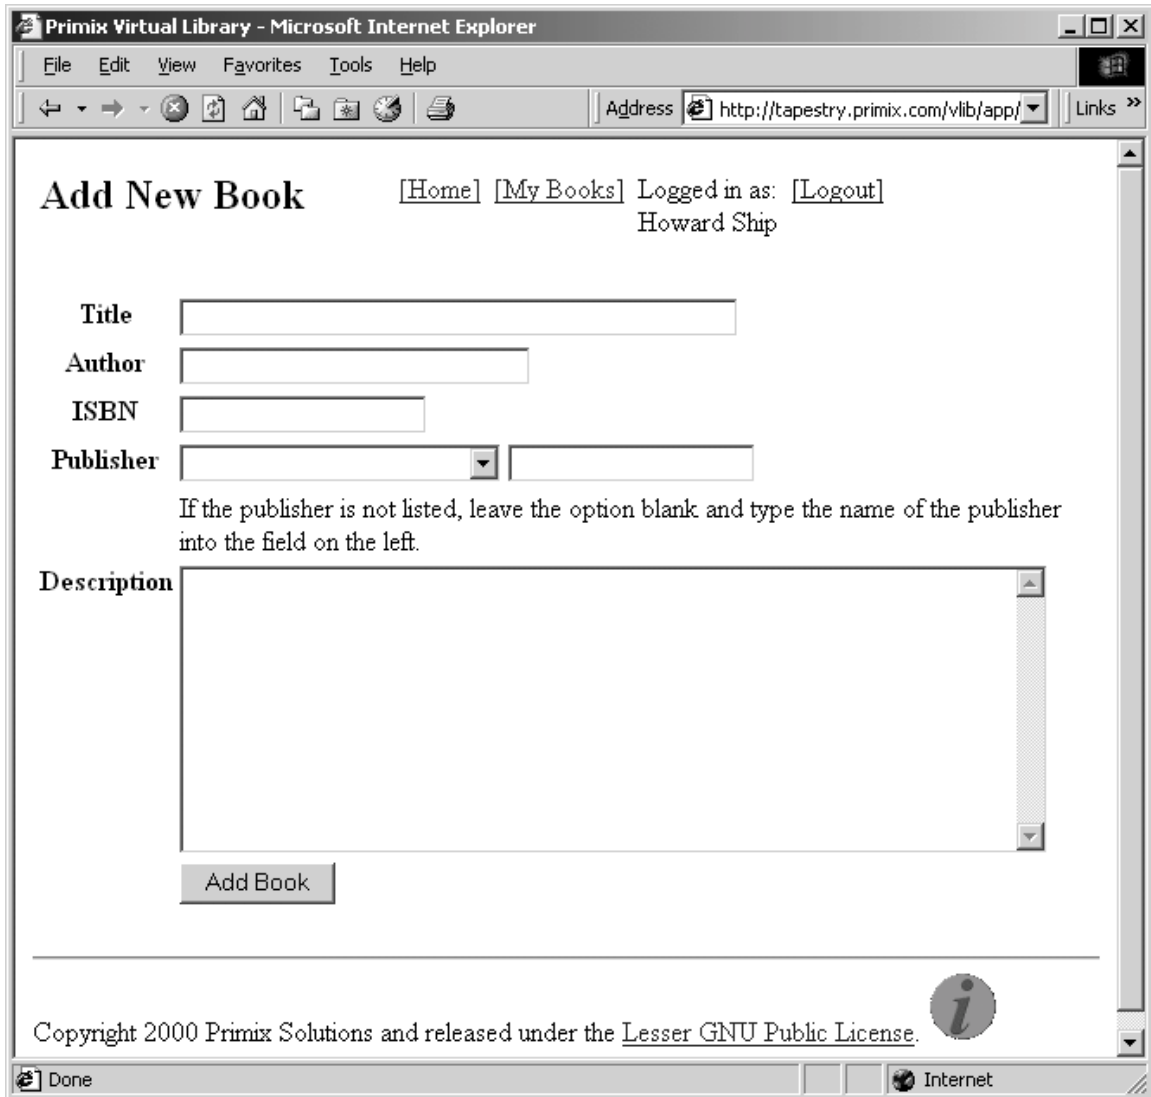 Primix Virtual Library - Microsoft Internet Explorer
File Edit View Favorites Tools Help
Address http://tapestry.primix.com/vlib/app/ Links »
Add New Book [Home] [My Books] Logged in as: [Logout]
Howard Ship
Title
Author
ISBN
Publisher
If the publisher is not listed, leave the option blank and type the name of the publisher
into the field on the left.
Description
Add Book
i
Copyright 2000 Primix Solutions and released under the Lesser GNU Public License.
Done Internet